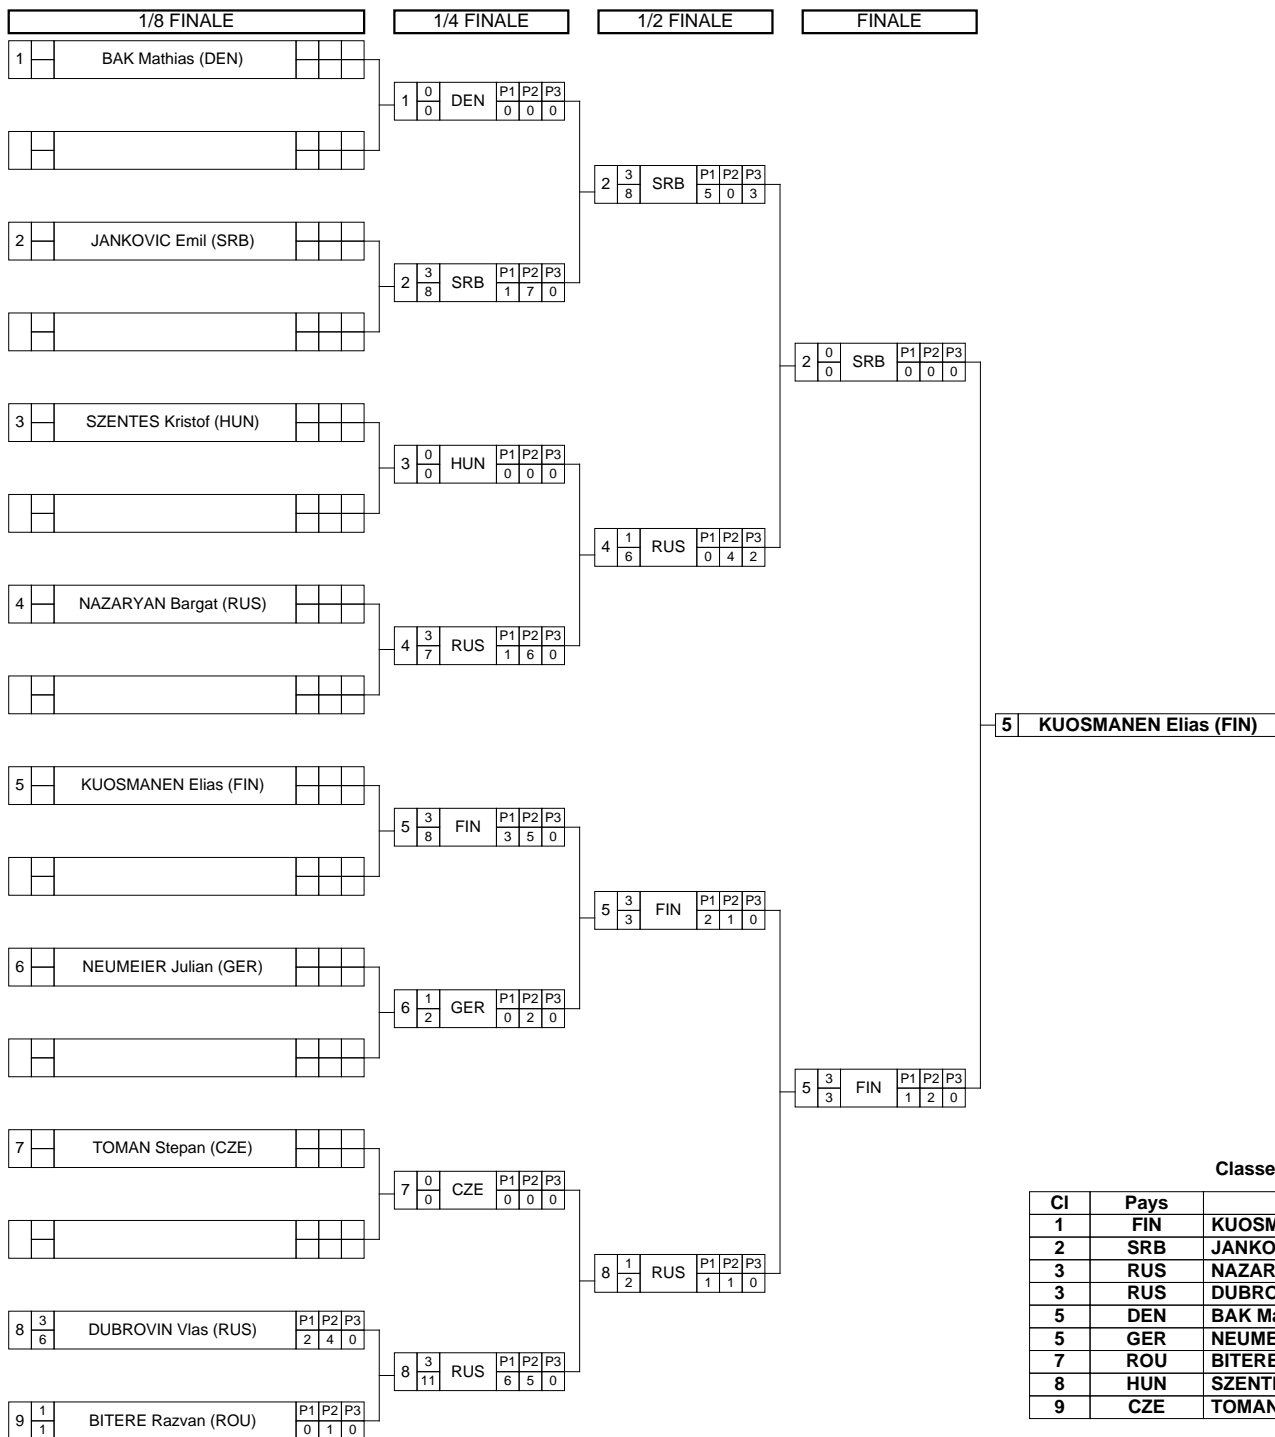 1/8 FINALE 1/4 FINALE 1/2 FINALE FINALE
1 BAK Mathias (DEN)
1 0 0 DEN P1 P2 P3 0 0 0
2 3 8 SRB P1 P2 P3 5 0 3
2 JANKOVIC Emil (SRB)
2 3 8 SRB P1 P2 P3 1 7 0
2 0 0 SRB P1 P2 P3 0 0 0
3 SZENTES Kristof (HUN)
3 0 0 HUN P1 P2 P3 0 0 0
4 1 6 RUS P1 P2 P3 0 4 2
4 NAZARYAN Bargat (RUS)
4 3 7 RUS P1 P2 P3 1 6 0
5 KUOSMANEN Elias (FIN)
5 KUOSMANEN Elias (FIN)
5 3 8 FIN P1 P2 P3 3 5 0
5 3 3 FIN P1 P2 P3 2 1 0
6 NEUMEIER Julian (GER)
6 1 2 GER P1 P2 P3 0 2 0
5 3 3 FIN P1 P2 P3 1 2 0
7 TOMAN Stepan (CZE)
7 0 0 CZE P1 P2 P3 0 0 0
8 1 2 RUS P1 P2 P3 1 1 0
8 3 6 DUBROVIN Vlas (RUS) P1 P2 P3 2 4 0
8 3 11 RUS P1 P2 P3 6 5 0
9 1 1 BITERE Razvan (ROU) P1 P2 P3 0 1 0
Classe
Cl Pays
1 FIN KUOSM
2 SRB JANKO
3 RUS NAZAR
3 RUS DUBRO
5 DEN BAK Ma
5 GER NEUME
7 ROU BITERE
8 HUN SZENT
9 CZE TOMAN